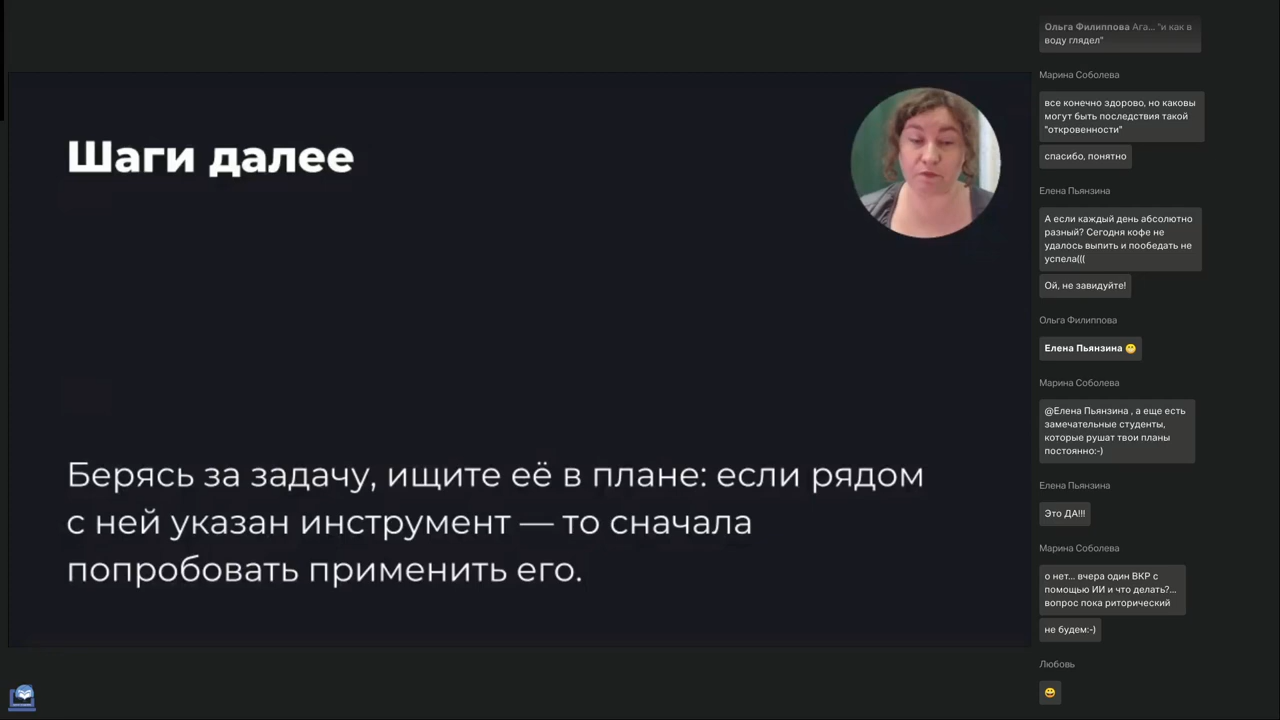 Шаги далее
Берясь за задачу, ищите её в плане: если рядом
с ней указан инструмент — то сначала
попробовать применить его.
Ольга Филиппова Ага... "и как в
воду глядел"
Марина Соболева
все конечно здорово, но каковы
могут быть последствия такой
"откровенности"
спасибо, понятно
Елена Пьянзина
А если каждый день абсолютно
разный? Сегодня кофе не
удалось выпить и пообедать не
успела(((
Ой, не завидуйте!
Ольга Филиппова
Елена Пьянзина 😬
Марина Соболева
@Елена Пьянзина , а еще есть
замечательные студенты,
которые рушат твои планы
постоянно:-)
Елена Пьянзина
Это ДА!!!
Марина Соболева
о нет... вчера один ВКР с
помощью ИИ и что делать?...
вопрос пока риторический
не будем:-)
Любовь
😀